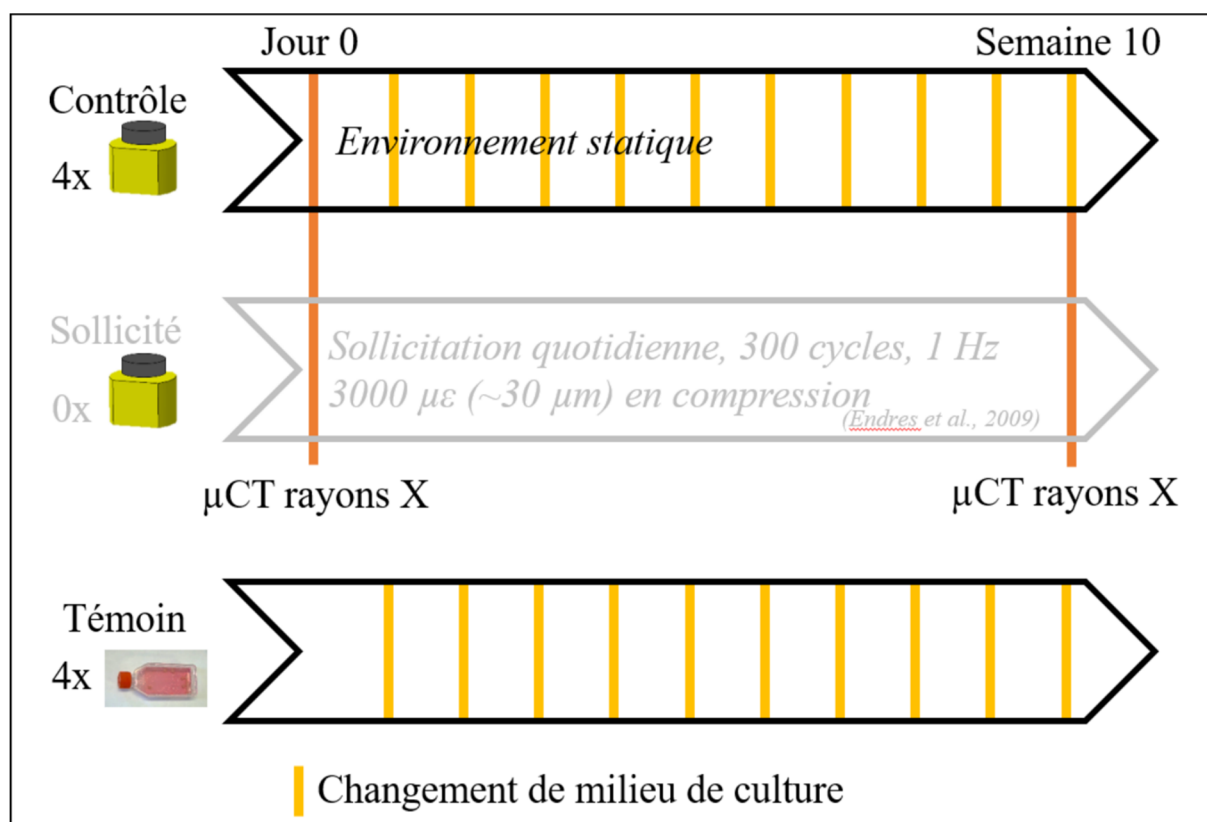 Jour 0
Semaine 10
Contrôle
4x
Environnement statique
Sollicité
0x
Sollicitation quotidienne, 300 cycles, 1 Hz
3000 µε (~30 µm) en compression
(Endres et al., 2009)
µCT rayons X
µCT rayons X
Témoin
4x
Changement de milieu de culture